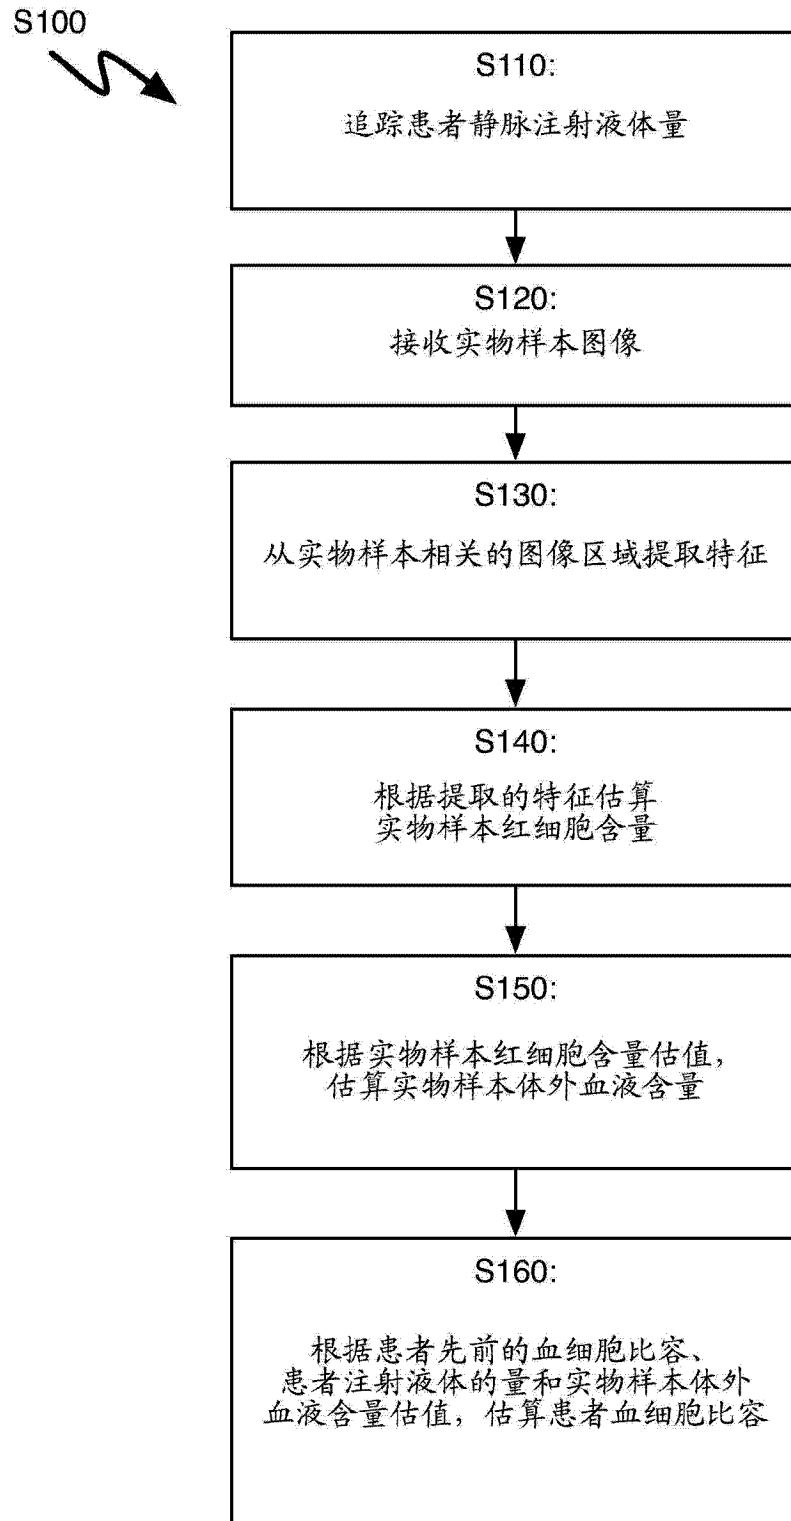 S100
S110:
追踪患者静脉注射液体量
S120:
接收实物样本图像
S130:
从实物样本相关的图像区域提取特征
S140:
根据提取的特征估算
实物样本红细胞含量
S150:
根据实物样本红细胞含量估值，
估算实物样本体外血液含量
S160:
根据患者先前的血细胞比容、
患者注射液体的量和实物样本体外
血液含量估值，估算患者血细胞比容